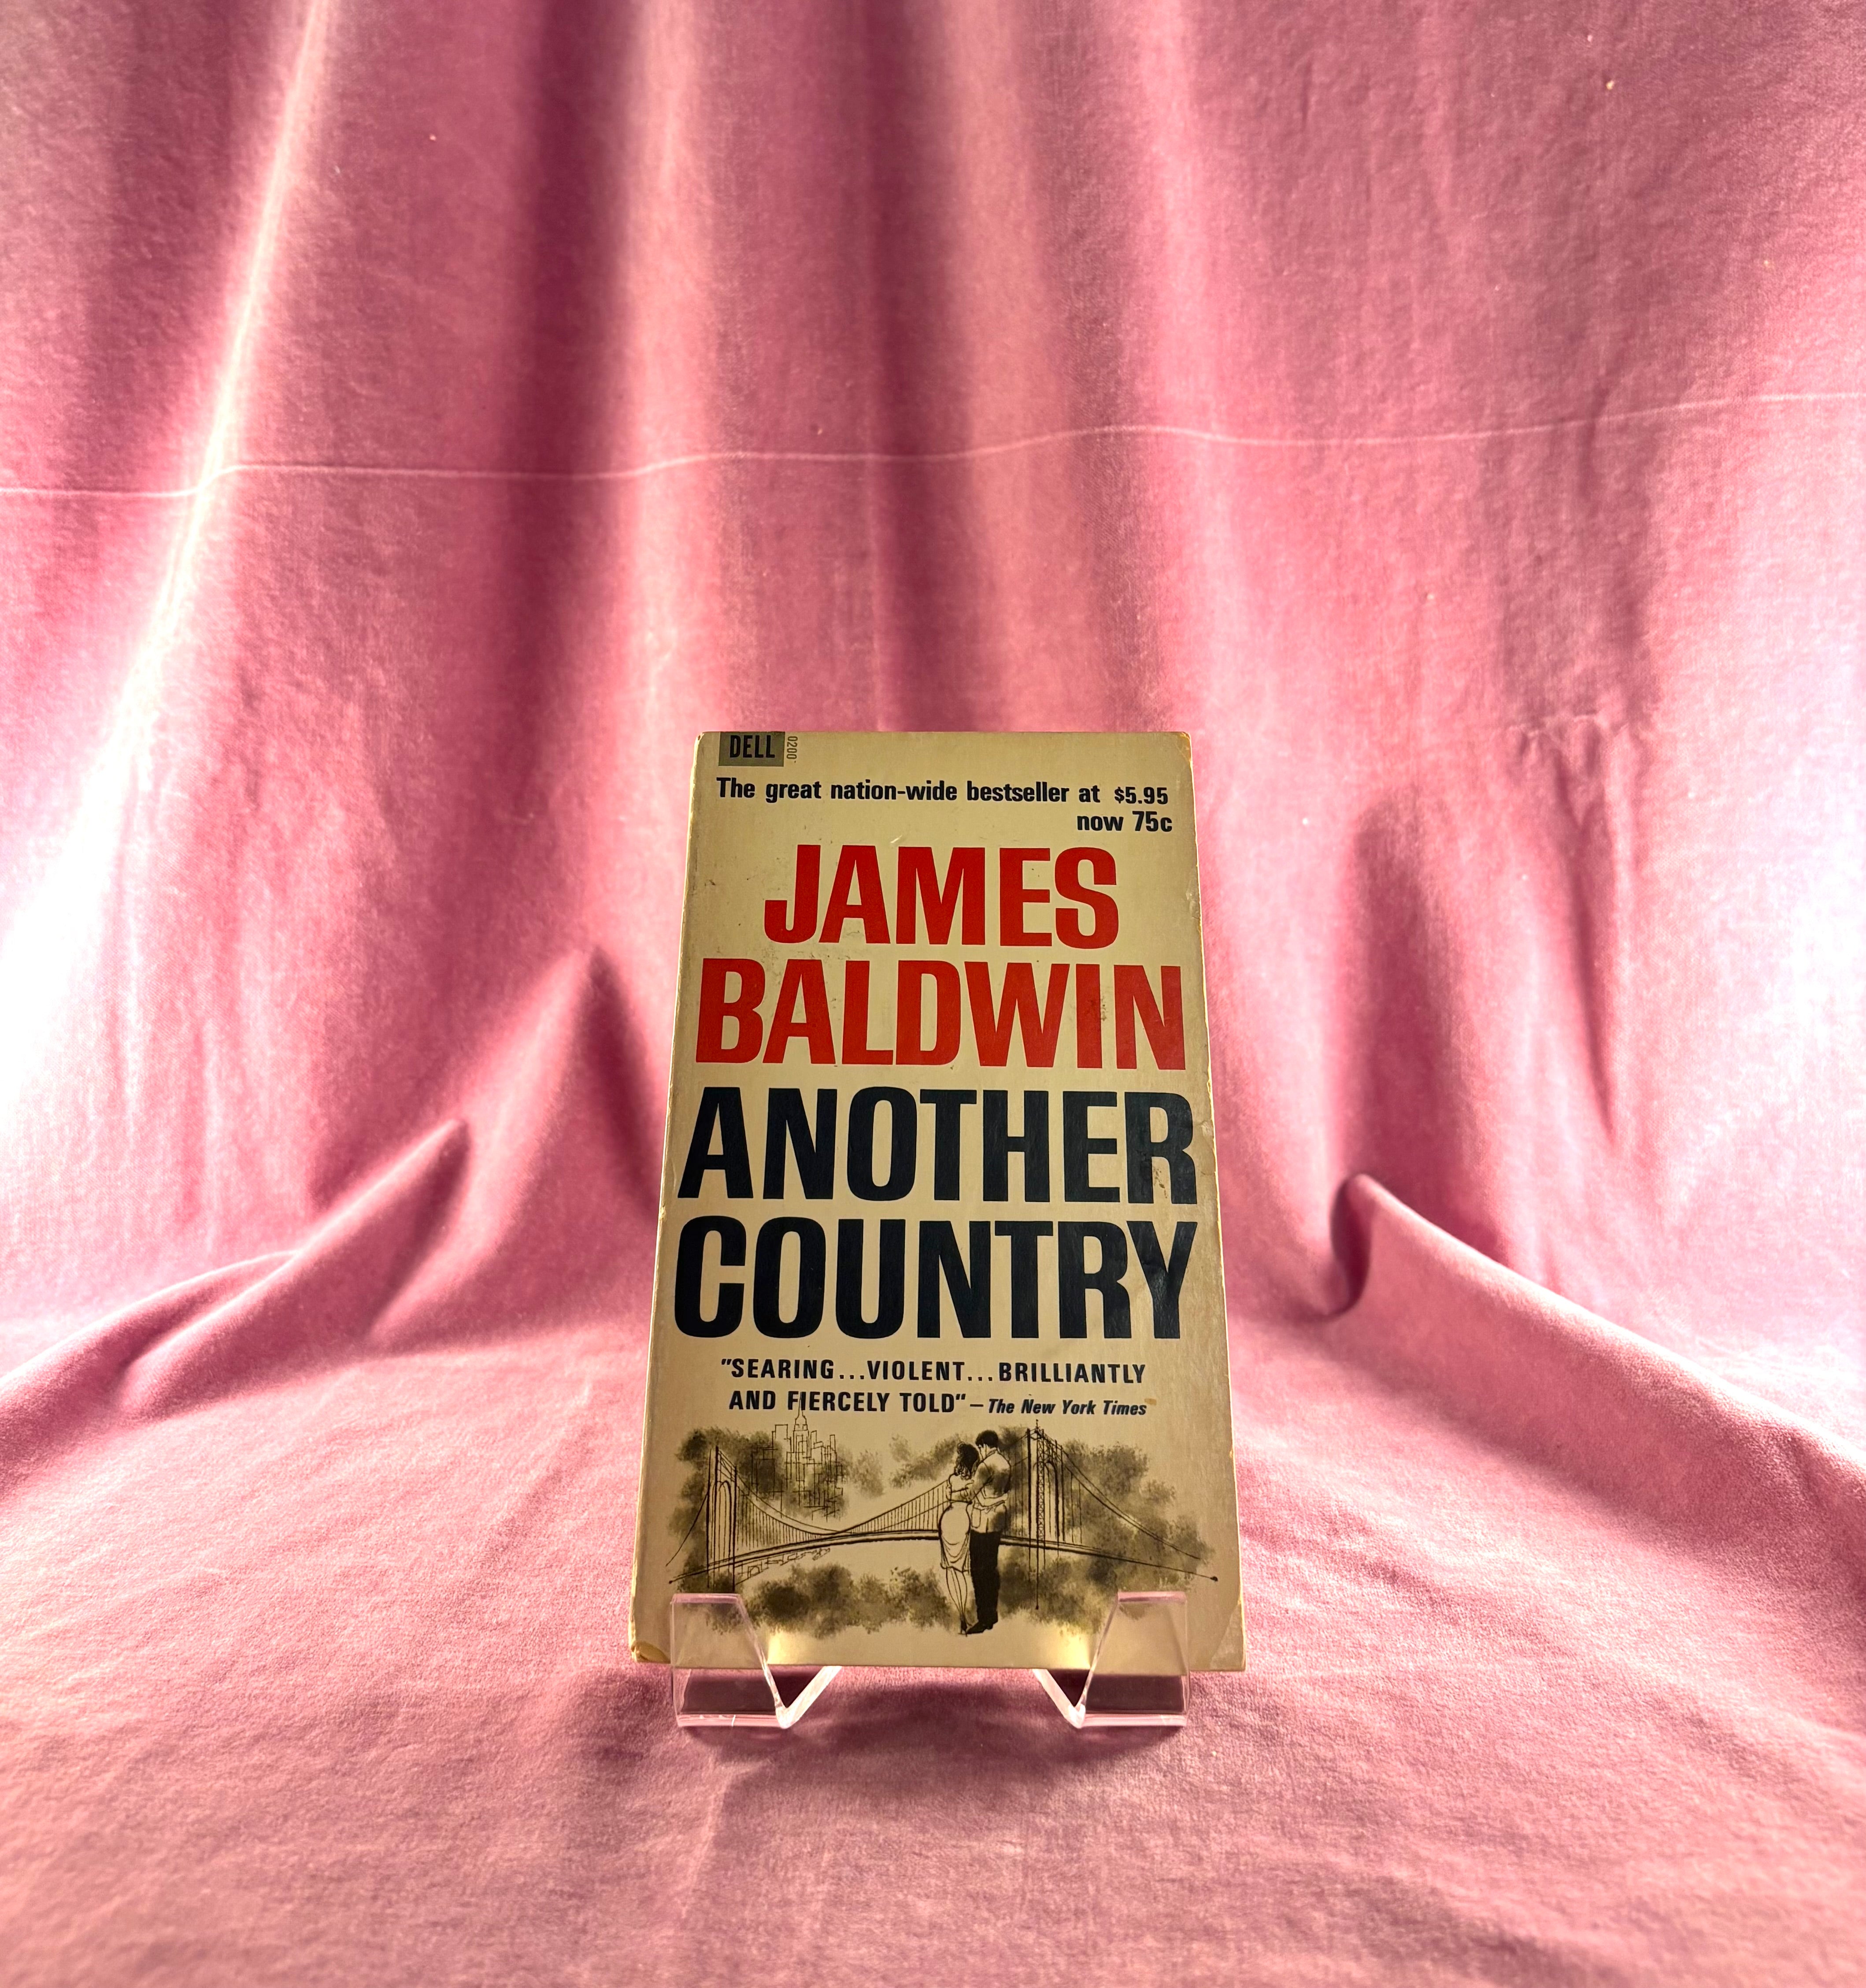 DELL
0200
The great nation-wide bestseller at $5.95
now 75c
JAMES
BALDWIN
ANOTHER
COUNTRY
"SEARING...VIOLENT...BRILLIANTLY
AND FIERCELY TOLD"—The New York Times